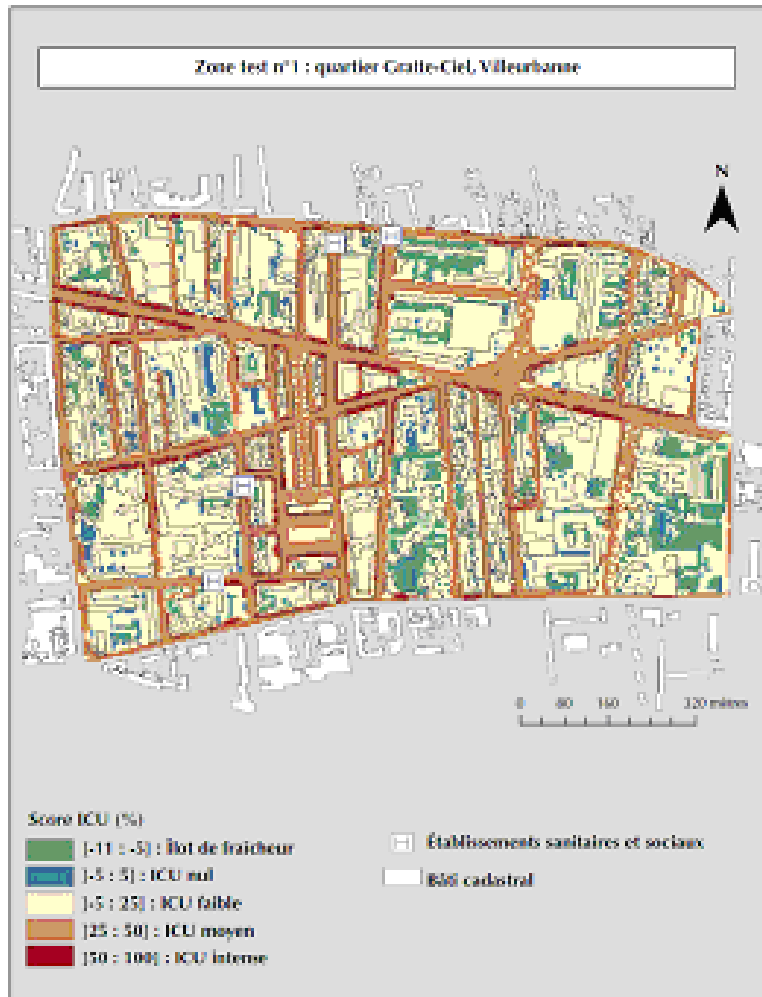 Zone test n°1 : quartier Gratte-Ciel, Villeurbanne
N
0 80 160 320 mètres
Score ICU (%)
[-11 : -5] : Îlot de fraîcheur
]-5 : 5] : ICU nul
]-5 : 25] : ICU faible
]25 : 50] : ICU moyen
]50 : 100] : ICU intense
H Établissements sanitaires et sociaux
Bâti cadastral